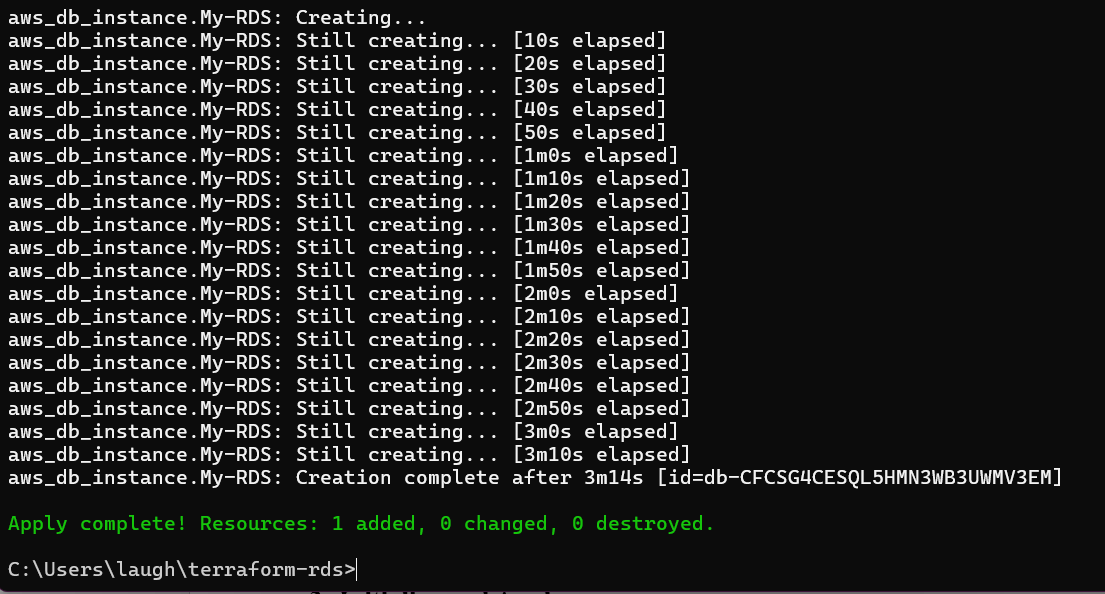 aws_db_instance.My-RDS: Creating...
aws_db_instance.My-RDS: Still creating... [10s elapsed]
aws_db_instance.My-RDS: Still creating... [20s elapsed]
aws_db_instance.My-RDS: Still creating... [30s elapsed]
aws_db_instance.My-RDS: Still creating... [40s elapsed]
aws_db_instance.My-RDS: Still creating... [50s elapsed]
aws_db_instance.My-RDS: Still creating... [1m0s elapsed]
aws_db_instance.My-RDS: Still creating... [1m10s elapsed]
aws_db_instance.My-RDS: Still creating... [1m20s elapsed]
aws_db_instance.My-RDS: Still creating... [1m30s elapsed]
aws_db_instance.My-RDS: Still creating... [1m40s elapsed]
aws_db_instance.My-RDS: Still creating... [1m50s elapsed]
aws_db_instance.My-RDS: Still creating... [2m0s elapsed]
aws_db_instance.My-RDS: Still creating... [2m10s elapsed]
aws_db_instance.My-RDS: Still creating... [2m20s elapsed]
aws_db_instance.My-RDS: Still creating... [2m30s elapsed]
aws_db_instance.My-RDS: Still creating... [2m40s elapsed]
aws_db_instance.My-RDS: Still creating... [2m50s elapsed]
aws_db_instance.My-RDS: Still creating... [3m0s elapsed]
aws_db_instance.My-RDS: Still creating... [3m10s elapsed]
aws_db_instance.My-RDS: Creation complete after 3m14s [id=db-CFCSG4CESQL5HMN3WB3UWMV3EM]
Apply complete! Resources: 1 added, 0 changed, 0 destroyed.
C:\Users\laugh\terraform-rds>